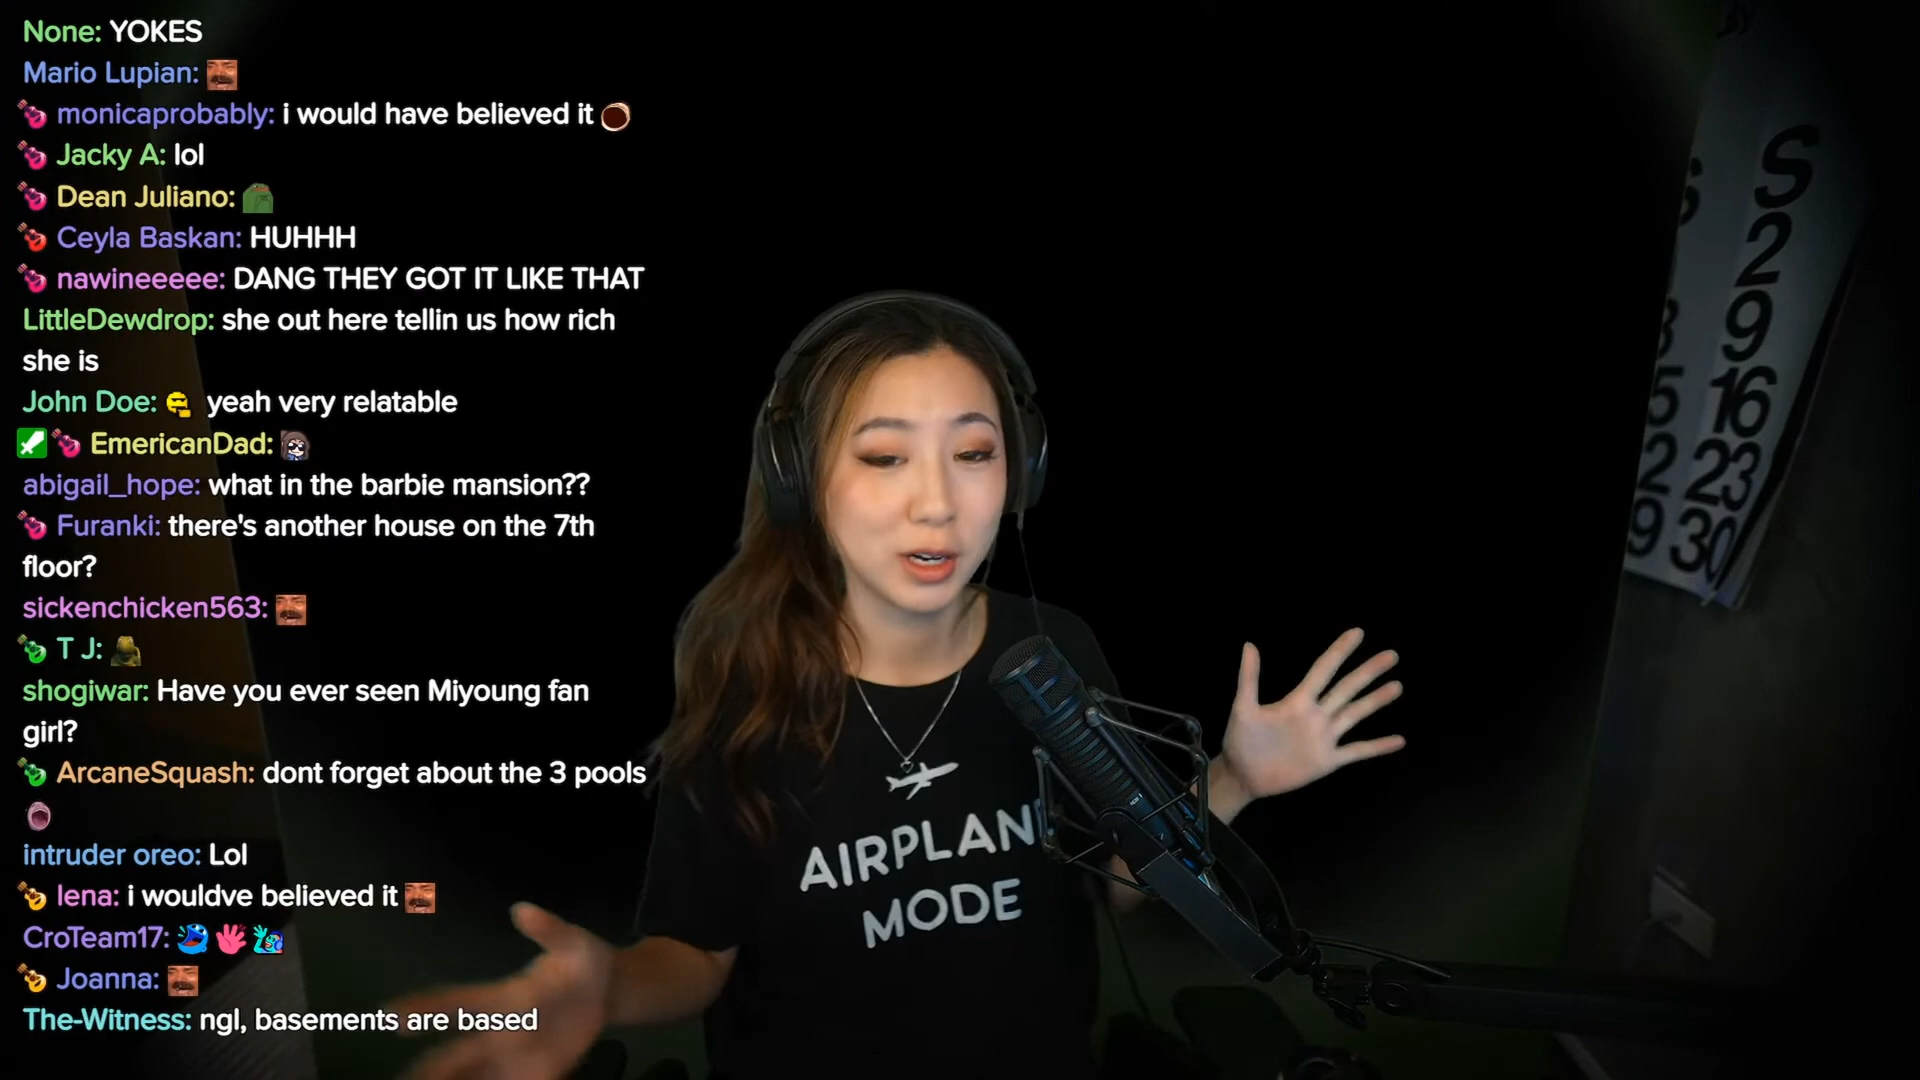 None: YOKES
Mario Lupian:
monicaprobably: i would have believed it
Jacky A: lol
Dean Juliano:
Ceyla Baskan: HUHHH
nawineeeee: DANG THEY GOT IT LIKE THAT
LittleDewdrop: she out here tellin us how rich
she is
John Doe: yeah very relatable
EmericanDad:
abigail_hope: what in the barbie mansion??
Furanki: there's another house on the 7th
floor?
sickenchicken563:
T J:
shogiwar: Have you ever seen Miyoung fan
girl?
ArcaneSquash: dont forget about the 3 pools
intruder oreo: Lol
lena: i wouldve believed it
CroTeam17:
Joanna:
The-Witness: ngl, basements are based
AIRPLANE
MODE
S
2
9
16
23
30